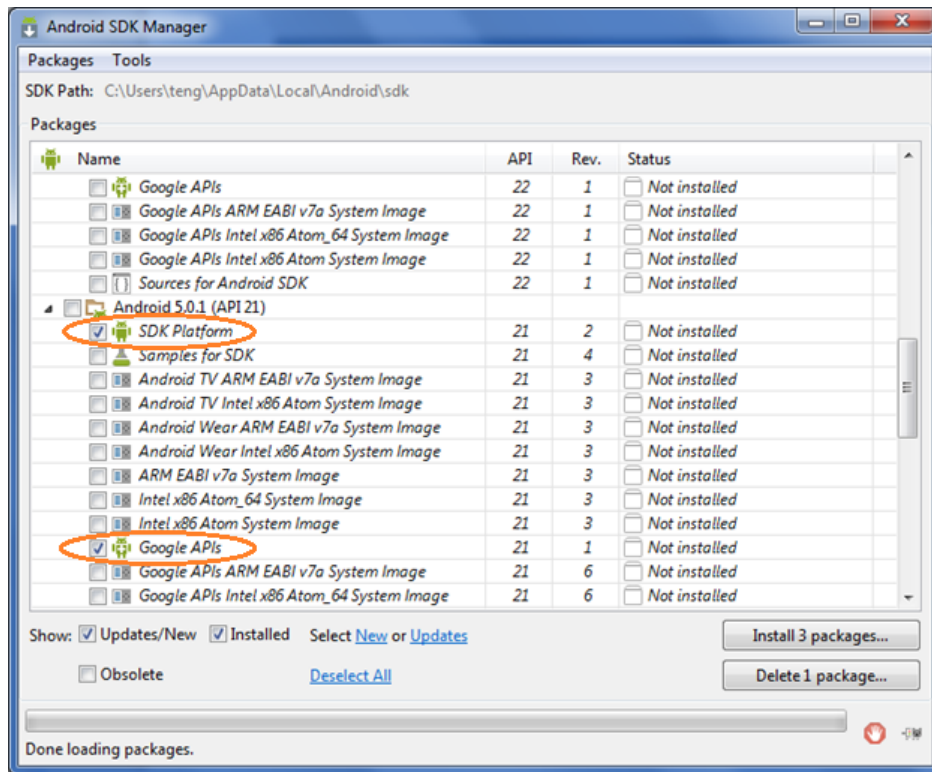 Android SDK Manager
Packages Tools
SDK Path: C:\Users\teng\AppData\Local\Android\sdk
Packages
Name API Rev. Status
Google APIs 22 1 Not installed
Google APIs ARM EABI v7a System Image 22 1 Not installed
Google APIs Intel x86 Atom_64 System Image 22 1 Not installed
Google APIs Intel x86 Atom System Image 22 1 Not installed
Sources for Android SDK 22 1 Not installed
Android 5.0.1 (API 21)
SDK Platform 21 2 Not installed
Samples for SDK 21 4 Not installed
Android TV ARM EABI v7a System Image 21 3 Not installed
Android TV Intel x86 Atom System Image 21 3 Not installed
Android Wear ARM EABI v7a System Image 21 3 Not installed
Android Wear Intel x86 Atom System Image 21 3 Not installed
ARM EABI v7a System Image 21 3 Not installed
Intel x86 Atom_64 System Image 21 3 Not installed
Intel x86 Atom System Image 21 3 Not installed
Google APIs 21 1 Not installed
Google APIs ARM EABI v7a System Image 21 6 Not installed
Google APIs Intel x86 Atom_64 System Image 21 6 Not installed
Show: Updates/New Installed Select New or Updates Install 3 packages...
Obsolete Deselect All Delete 1 package...
Done loading packages.